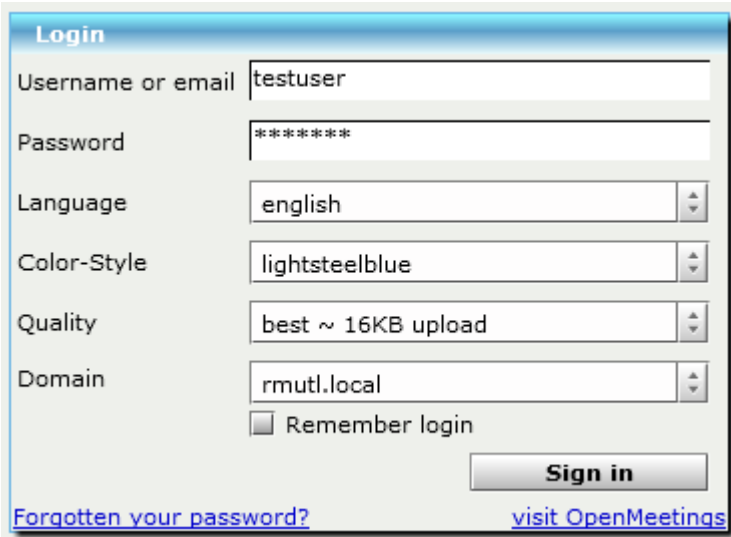 Login
Username or email testuser
Password *******
Language english
Color-Style lightsteelblue
Quality best ~ 16KB upload
Domain rmutl.local
Remember login
Sign in
Forgotten your password? visit OpenMeetings